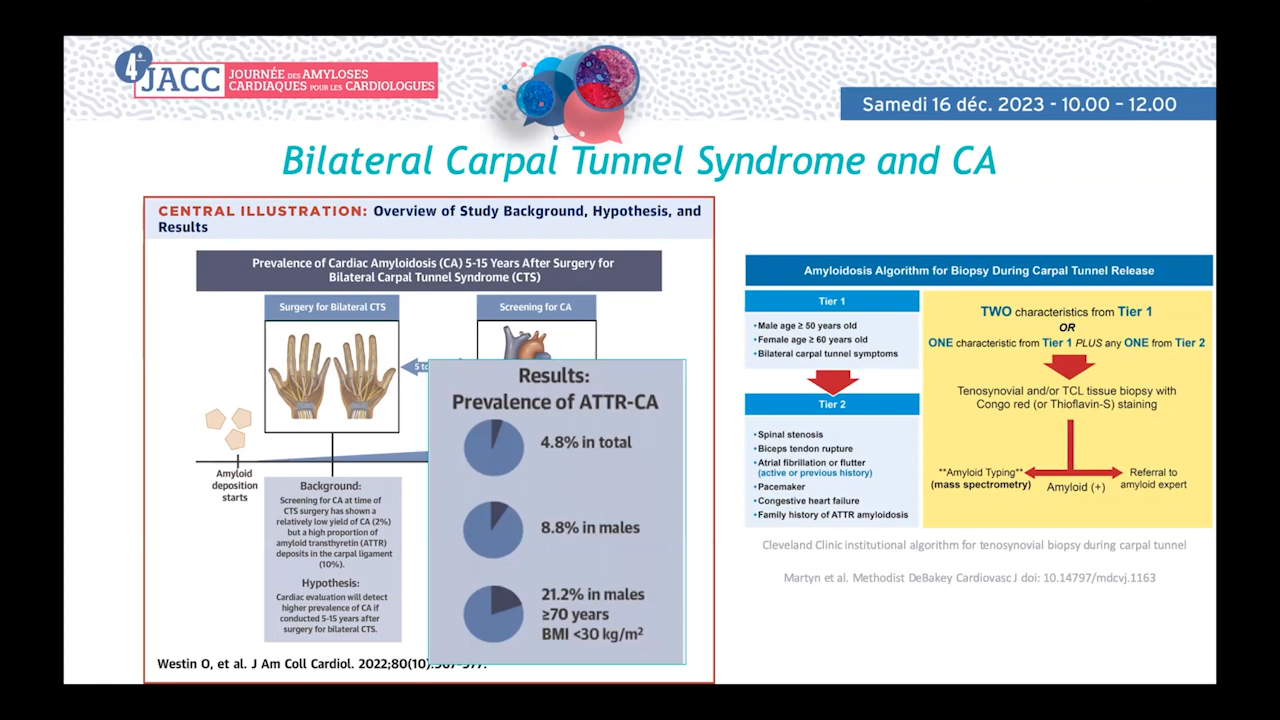 4e JACC JOURNÉE DES AMYLOSES
CARDIAQUES POUR LES CARDIOLOGUES
Samedi 16 déc. 2023 - 10.00 – 12.00
Bilateral Carpal Tunnel Syndrome and CA
CENTRAL ILLUSTRATION: Overview of Study Background, Hypothesis, and
Results
Prevalence of Cardiac Amyloidosis (CA) 5-15 Years After Surgery for
Bilateral Carpal Tunnel Syndrome (CTS)
Surgery for Bilateral CTS
Screening for CA
5 to
Amyloid
deposition
starts
Background:
Screening for CA at time of
CTS surgery has shown a
relatively low yield of CA (2%)
but a high proportion of
amyloid transthyretin (ATTR)
deposits in the carpal ligament
(10%).
Hypothesis:
Cardiac evaluation will detect
higher prevalence of CA if
conducted 5-15 years after
surgery for bilateral CTS.
Results:
Prevalence of ATTR-CA
4.8% in total
8.8% in males
21.2% in males
≥70 years
BMI <30 kg/m²
Westin O, et al. J Am Coll Cardiol. 2022;80(10):967-977.
Amyloidosis Algorithm for Biopsy During Carpal Tunnel Release
Tier 1
• Male age ≥ 50 years old
• Female age ≥ 60 years old
• Bilateral carpal tunnel symptoms
Tier 2
• Spinal stenosis
• Biceps tendon rupture
• Atrial fibrillation or flutter
(active or previous history)
• Pacemaker
• Congestive heart failure
• Family history of ATTR amyloidosis
TWO characteristics from Tier 1
OR
ONE characteristic from Tier 1 PLUS any ONE from Tier 2
Tenosynovial and/or TCL tissue biopsy with
Congo red (or Thioflavin-S) staining
**Amyloid Typing**
(mass spectrometry)
Amyloid (+)
Referral to
amyloid expert
Cleveland Clinic institutional algorithm for tenosynovial biopsy during carpal tunnel
Martyn et al. Methodist DeBakey Cardiovasc J doi: 10.14797/mdcvj.1163